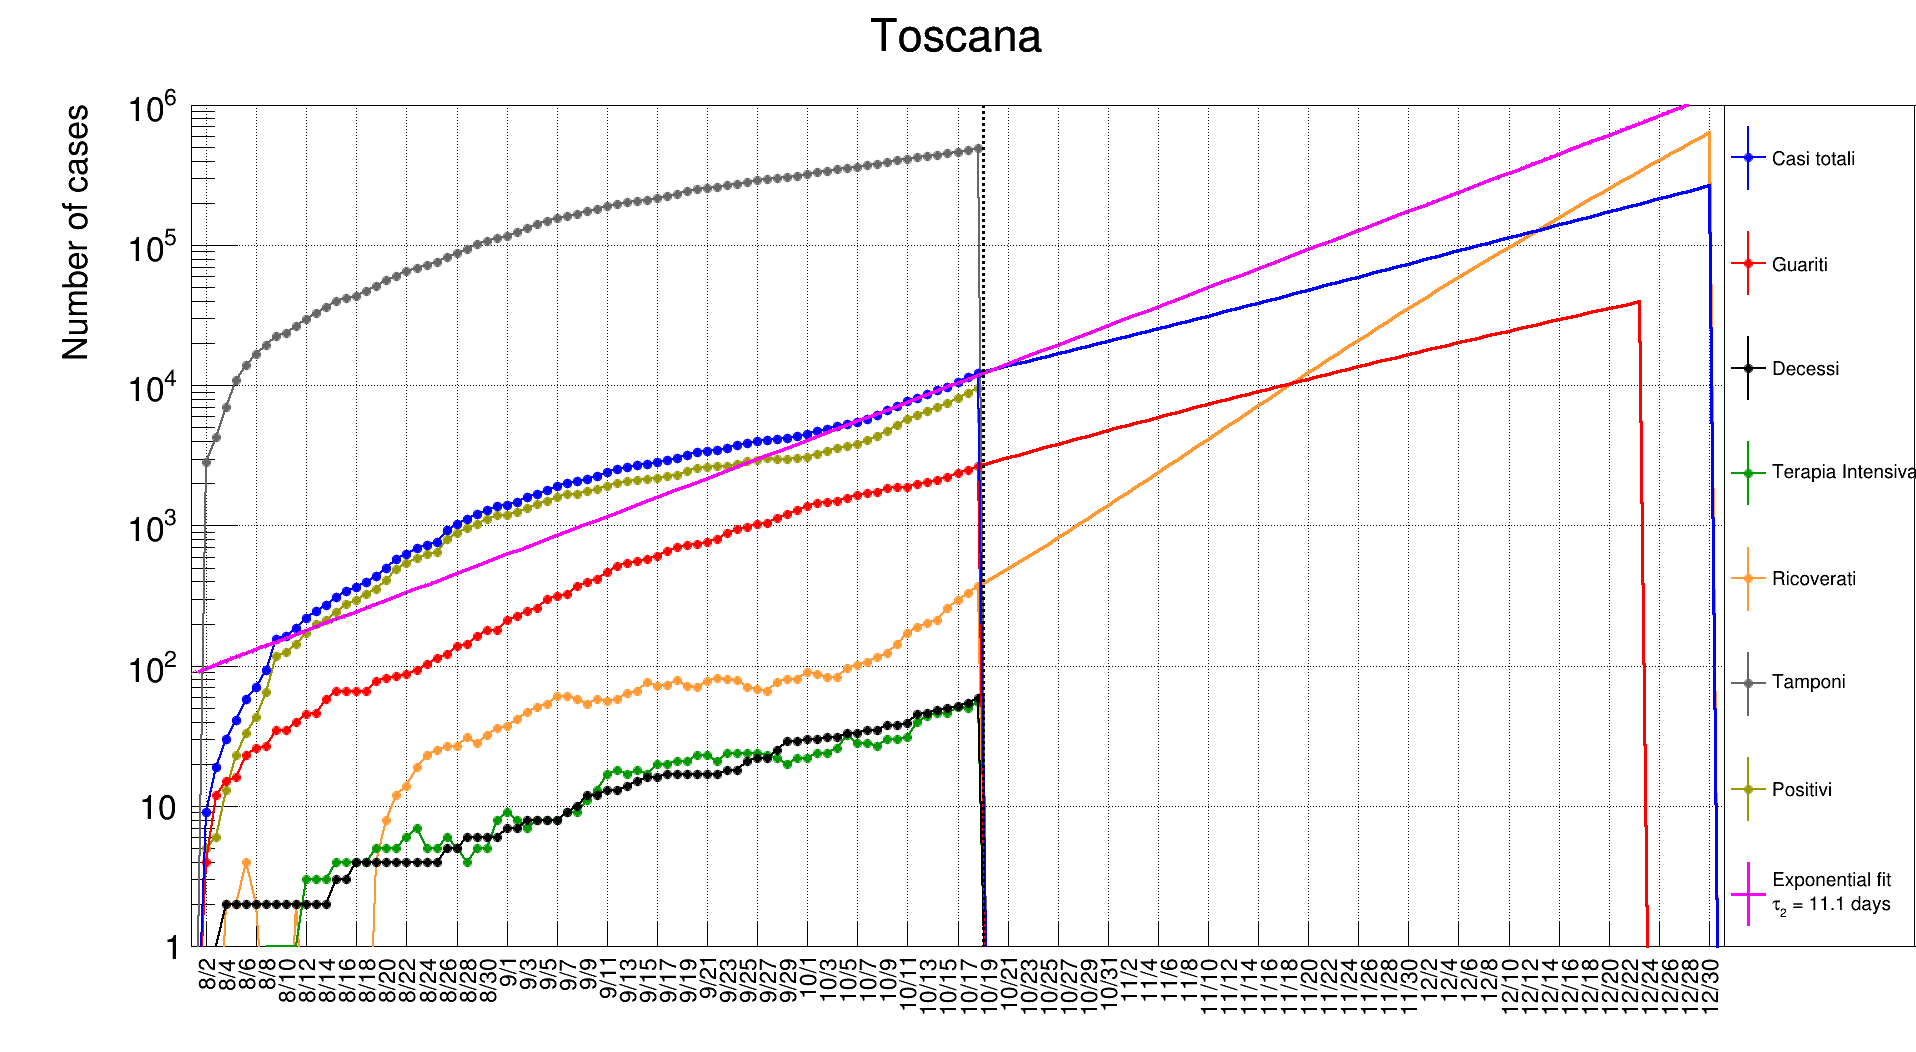 Toscana
Number of cases
10^6
10^5
10^4
10^3
10^2
10
1
8/2 8/4 8/6 8/8 8/10 8/12 8/14 8/16 8/18 8/20 8/22 8/24 8/26 8/28 8/30 9/1 9/3 9/5 9/7 9/9 9/11 9/13 9/15 9/17 9/19 9/21 9/23 9/25 9/27 9/29 10/1 10/3 10/5 10/7 10/9 10/11 10/13 10/15 10/17 10/19 10/21 10/23 10/25 10/27 10/29 10/31 11/2 11/4 11/6 11/8 11/10 11/12 11/14 11/16 11/18 11/20 11/22 11/24 11/26 11/28 11/30 12/2 12/4 12/6 12/8 12/10 12/12 12/14 12/16 12/18 12/20 12/22 12/24 12/26 12/28 12/30
Casi totali
Guariti
Decessi
Terapia Intensiva
Ricoverati
Tamponi
Positivi
Exponential fit
τ₂ = 11.1 days